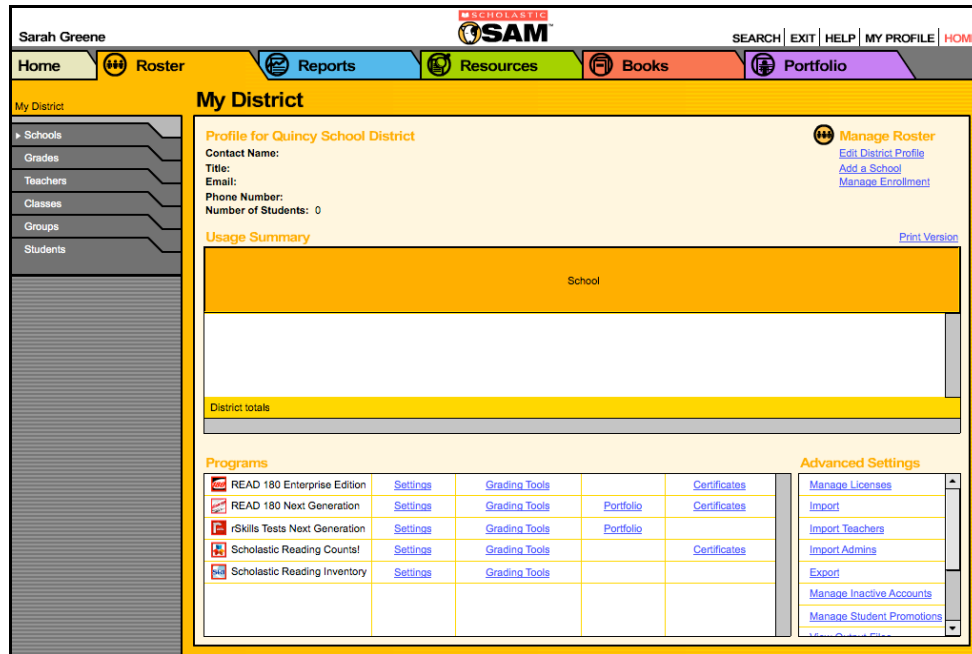 SCHOLASTIC
Sarah Greene
SAM
SEARCH EXIT HELP MY PROFILE HOM
Home Roster Reports Resources Books Portfolio
My District
My District
Schools
Grades
Teachers
Classes
Groups
Students
Profile for Quincy School District
Contact Name:
Title:
Email:
Phone Number:
Number of Students: 0
Manage Roster
Edit District Profile
Add a School
Manage Enrollment
Usage Summary
Print Version
School
District totals
Programs
READ 180 Enterprise Edition Settings Grading Tools Certificates
READ 180 Next Generation Settings Grading Tools Portfolio Certificates
rSkills Tests Next Generation Settings Grading Tools Portfolio
Scholastic Reading Counts! Settings Grading Tools Certificates
Scholastic Reading Inventory Settings Grading Tools
Advanced Settings
Manage Licenses
Import
Import Teachers
Import Admins
Export
Manage Inactive Accounts
Manage Student Promotions